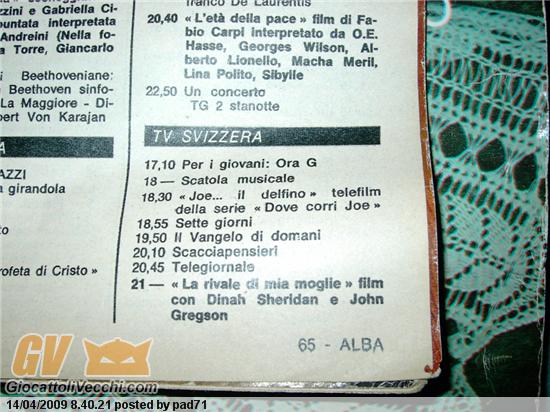 zzini e Gabriella Ci-
untata interpretata
Andreini (Nella fo-
a Torre, Giancarlo
i Beethoveniane:
Beethoven sinfo-
La Maggiore - Di-
bert Von Karajan
A
AZZI
a girandola
to
rofeta di Cristo »
franco De Laurentis
20,40 « L'età della pace » film di Fa-
bio Carpi interpretato da O.E.
Hasse, Georges Wilson, Al-
berto Lionello, Macha Meril,
Lina Polito, Sibylle
22,50 Un concerto
TG 2 stanotte
TV SVIZZERA
17,10 Per i giovani: Ora G
18 — Scatola musicale
18,30 « Joe... il delfino » telefilm
della serie « Dove corri Joe »
18,55 Sette giorni
19,50 Il Vangelo di domani
20,10 Scacciapensieri
20,45 Telegiornale
21 — « La rivale di mia moglie » film
con Dinah Sheridan e John
Gregson
65 - ALBA
GV
GiocattoliVecchi.com
14/04/2009 8.40.21 posted by pad71